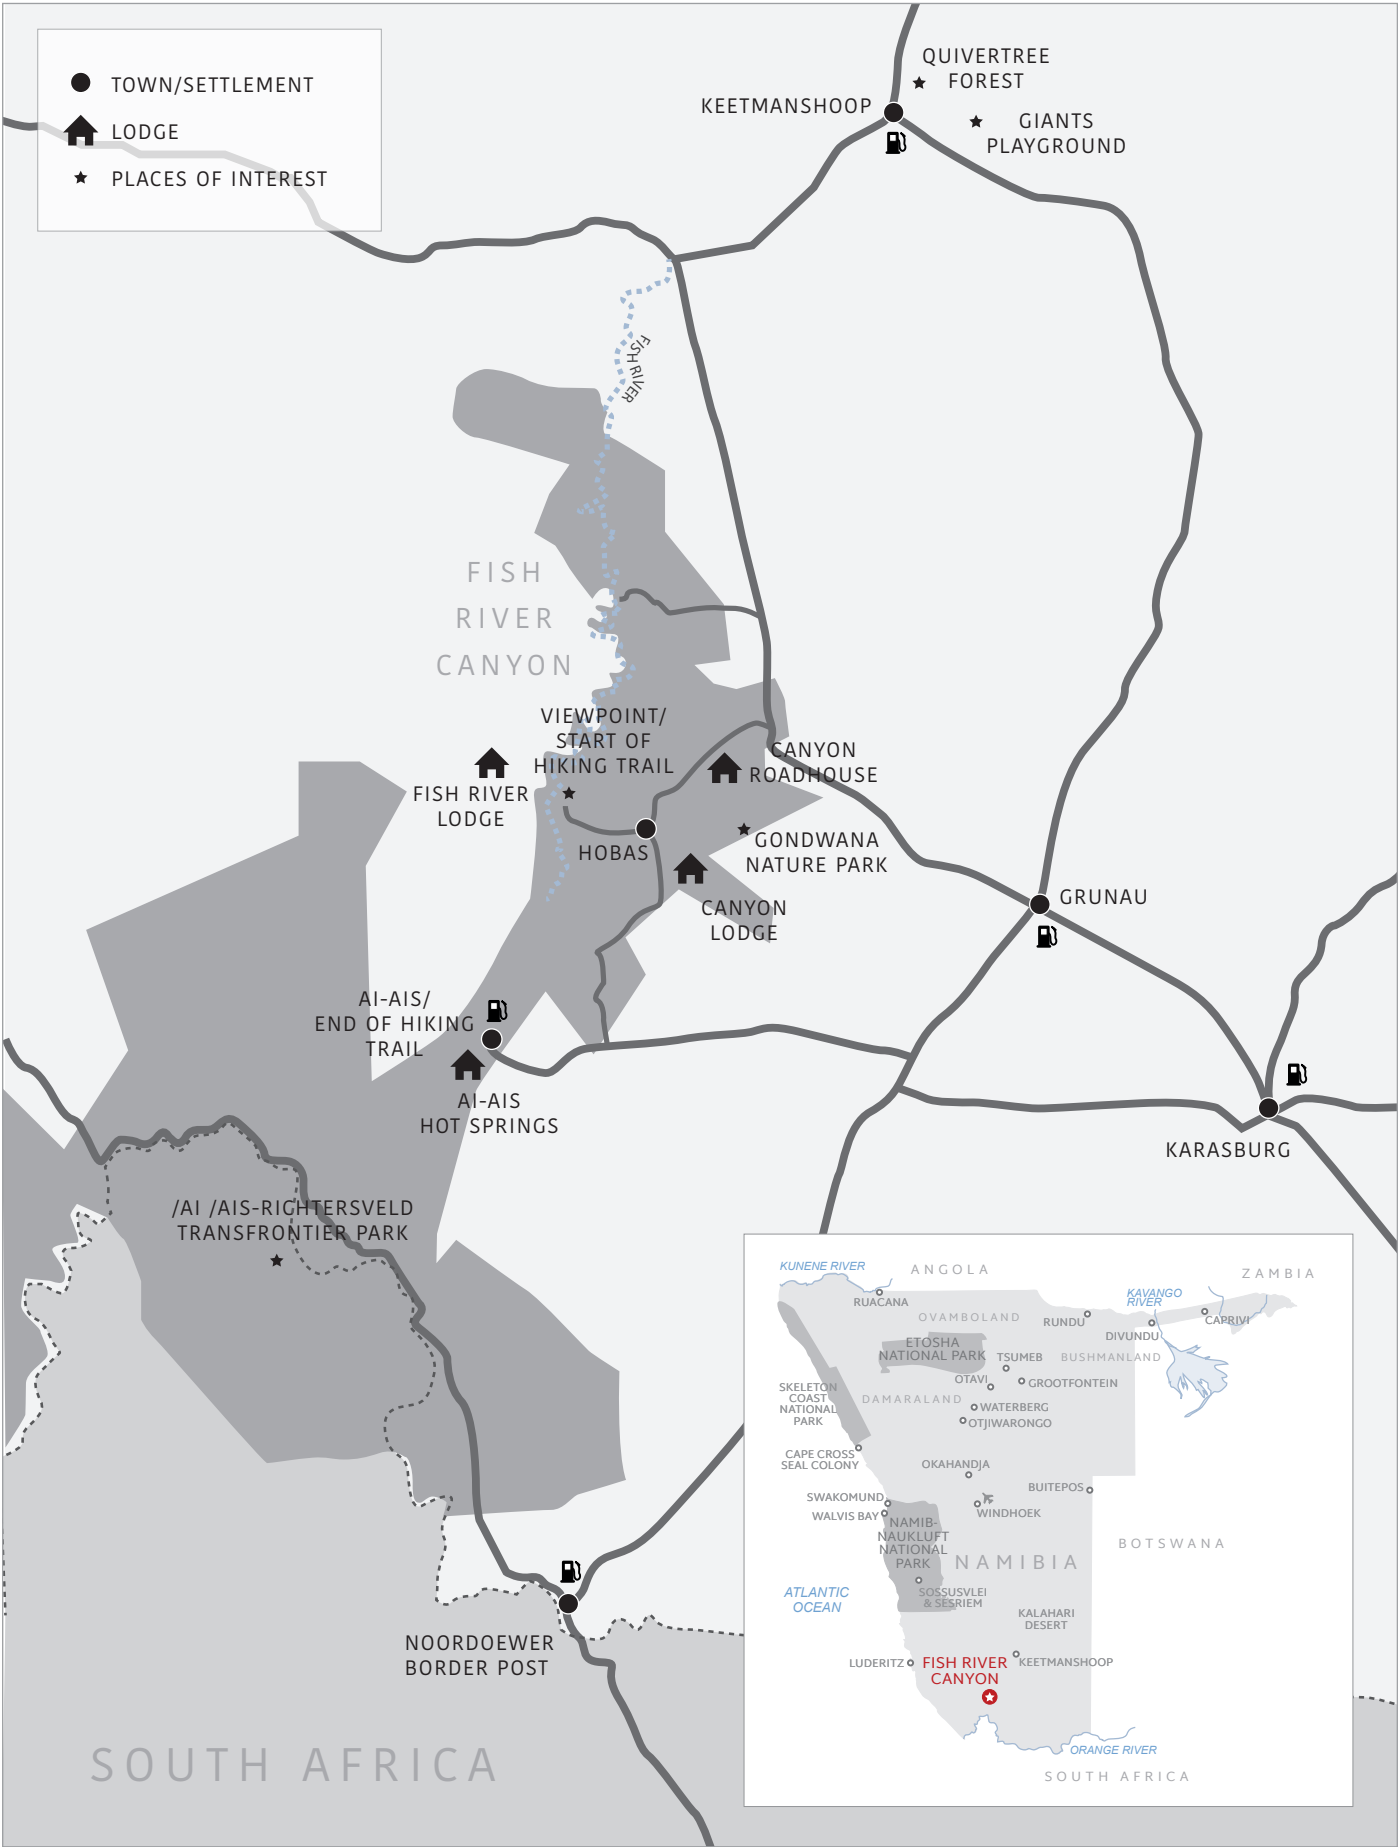 TOWN/SETTLEMENT
LODGE
PLACES OF INTEREST
QUIVERTREE
FOREST
KEETMANSHOOP
GIANTS
PLAYGROUND
FISH RIVER
FISH
RIVER
CANYON
VIEWPOINT/
START OF
HIKING TRAIL
CANYON
ROADHOUSE
FISH RIVER
LODGE
HOBAS
GONDWANA
NATURE PARK
CANYON
LODGE
GRUNAU
AI-AIS/
END OF HIKING
TRAIL
AI-AIS
HOT SPRINGS
KARASBURG
/AI /AIS-RICHTERSVELD
TRANSFRONTIER PARK
NOORDOEWER
BORDER POST
SOUTH AFRICA
KUNENE RIVER
ANGOLA
ZAMBIA
RUACANA
KAVANGO
RIVER
OVAMBOLAND
RUNDU
CAPRIVI
DIVUNDU
ETOSHA
NATIONAL PARK
TSUMEB
BUSHMANLAND
OTAVI
GROOTFONTEIN
SKELETON
COAST
NATIONAL
PARK
DAMARALAND
WATERBERG
OTJIWARONGO
CAPE CROSS
SEAL COLONY
OKAHANDJA
BUITEPOS
SWAKOMUND
WALVIS BAY
WINDHOEK
NAMIB-
NAUKLUFT
NATIONAL
PARK
NAMIBIA
BOTSWANA
SOSSUSVLEI
& SESRIEM
ATLANTIC
OCEAN
KALAHARI
DESERT
LUDERITZ
FISH RIVER
CANYON
KEETMANSHOOP
ORANGE RIVER
SOUTH AFRICA